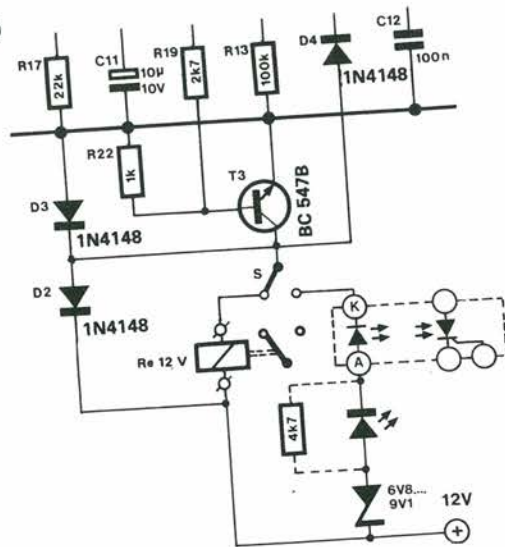 D4
C12
R17
C11
R19
R13
22k
10µ
10V
2k7
100k
1N4148
100n
R22
1k
T3
BC 547B
D3
1N4148
D2
1N4148
S
K
Re 12 V
A
4k7
6V8....
9V1
12V
+